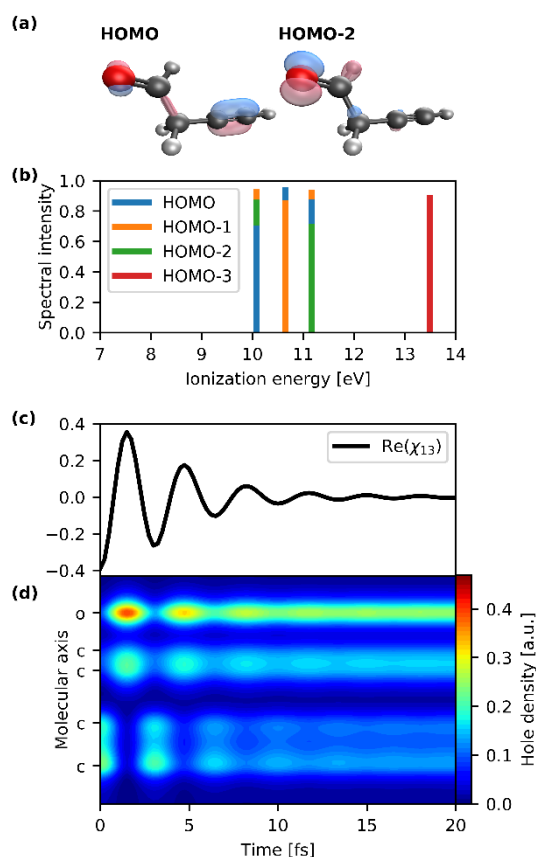 (a)
HOMO
HOMO-2
(b)
Spectral intensity
1.0
0.8
0.6
0.4
0.2
0.0
HOMO
HOMO-1
HOMO-2
HOMO-3
7 8 9 10 11 12 13 14
Ionization energy [eV]
(c)
0.4
0.2
0.0
−0.2
−0.4
Re(χ₁₃)
(d)
Molecular axis
O
C
C
C
C
0 5 10 15 20
Time [fs]
0.4
0.3
0.2
0.1
0.0
Hole density [a.u.]